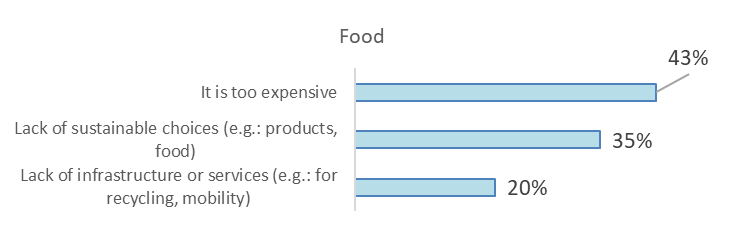 Food
43%
It is too expensive
Lack of sustainable choices (e.g.: products,
food)
35%
Lack of infrastructure or services (e.g.: for
recycling, mobility)
20%